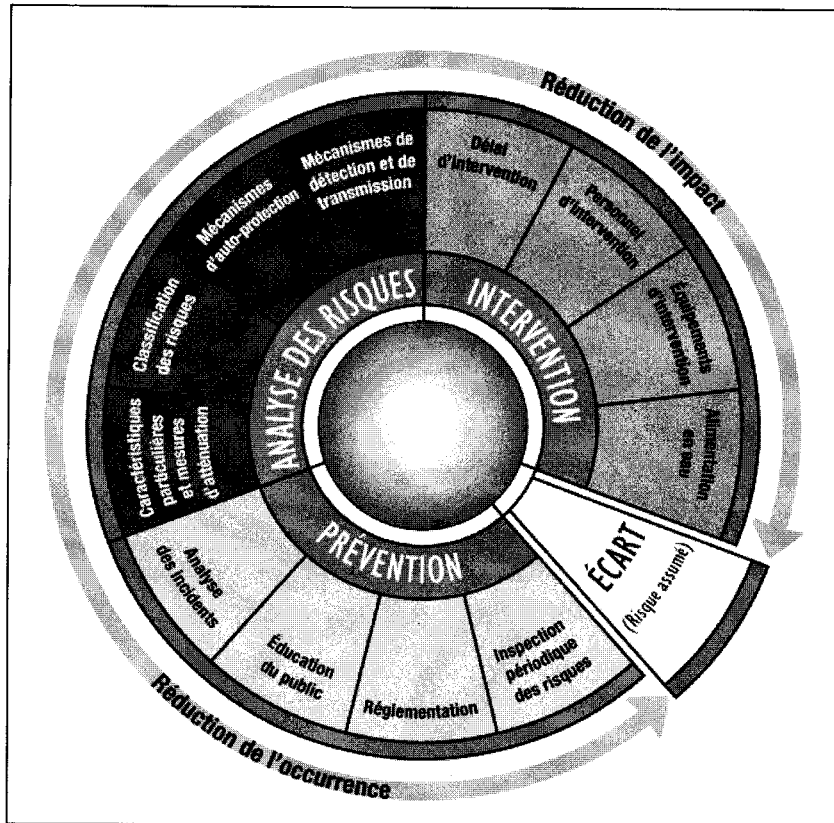 Réduction de l'impact
Mécanismes de
détection et de
transmission
Mécanismes
d'auto-protection
Classification
des risques
Caractéristiques
particulières
et mesures
d'atténuation
ANALYSE DES RISQUES
Délai
d'intervention
Personnel
d'intervention
Équipements
d'intervention
Alimentation
en eau
INTERVENTION
ÉCART
(Risque assumé)
PRÉVENTION
Analyse
des incidents
Éducation
du public
Réglementation
Inspection
périodique
des risques
Réduction de l'occurrence